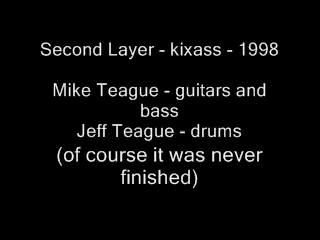 Second Layer - kixass - 1998
Mike Teague - guitars and
bass
Jeff Teague - drums
(of course it was never
finished)